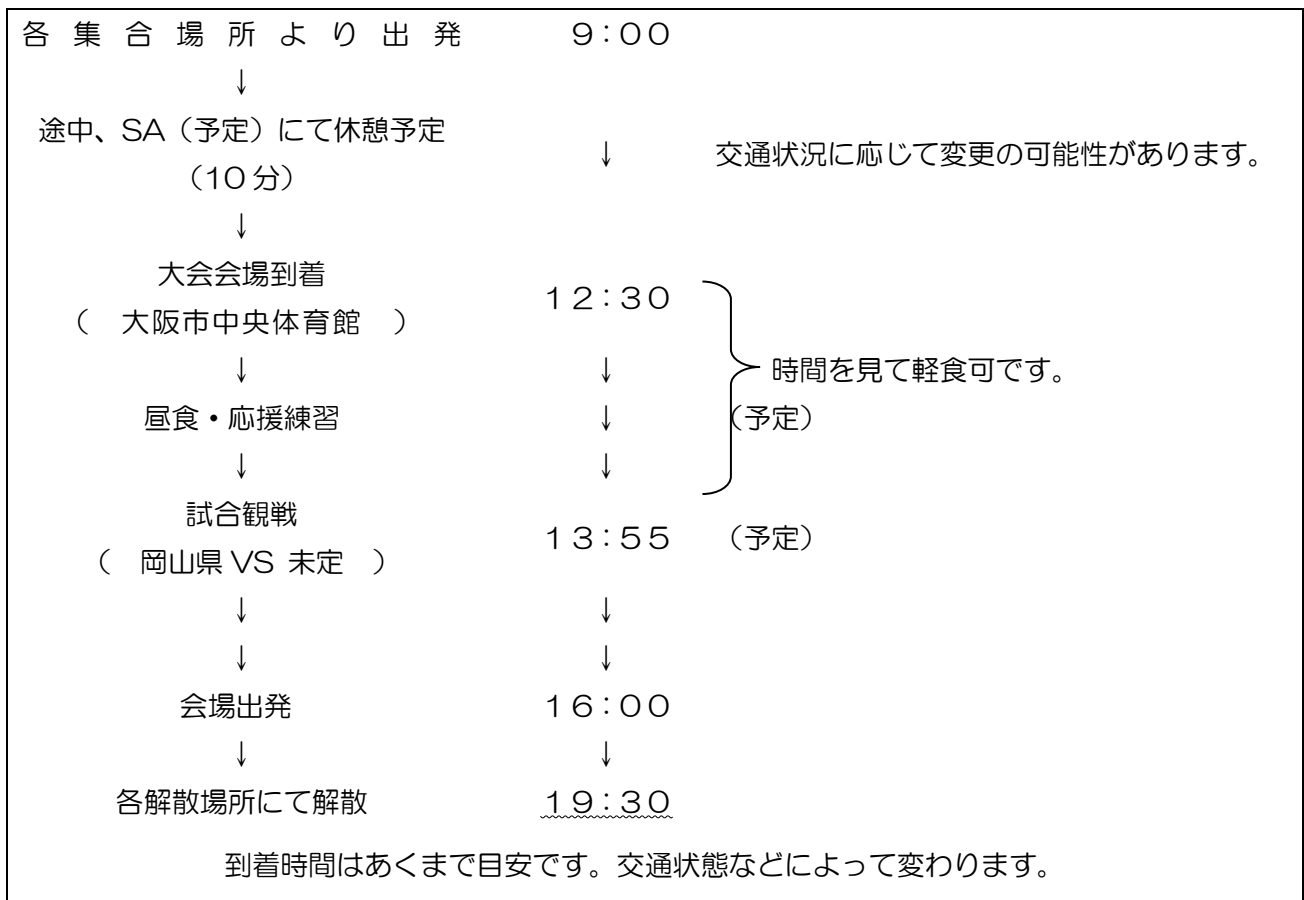 各集合場所より出発 9:00
↓
途中、SA（予定）にて休憩予定
（10分）
↓ 交通状況に応じて変更の可能性があります。
↓
大会会場到着
（ 大阪市中央体育館 ）
12:30
↓ ↓ 時間を見て軽食可です。
昼食・応援練習 ↓ （予定）
↓ ↓
試合観戦
（ 岡山県 VS 未定 ）
13:55 （予定）
↓ ↓
↓ ↓
会場出発 16:00
↓ ↓
各解散場所にて解散 19:30
到着時間はあくまで目安です。交通状態などによって変わります。